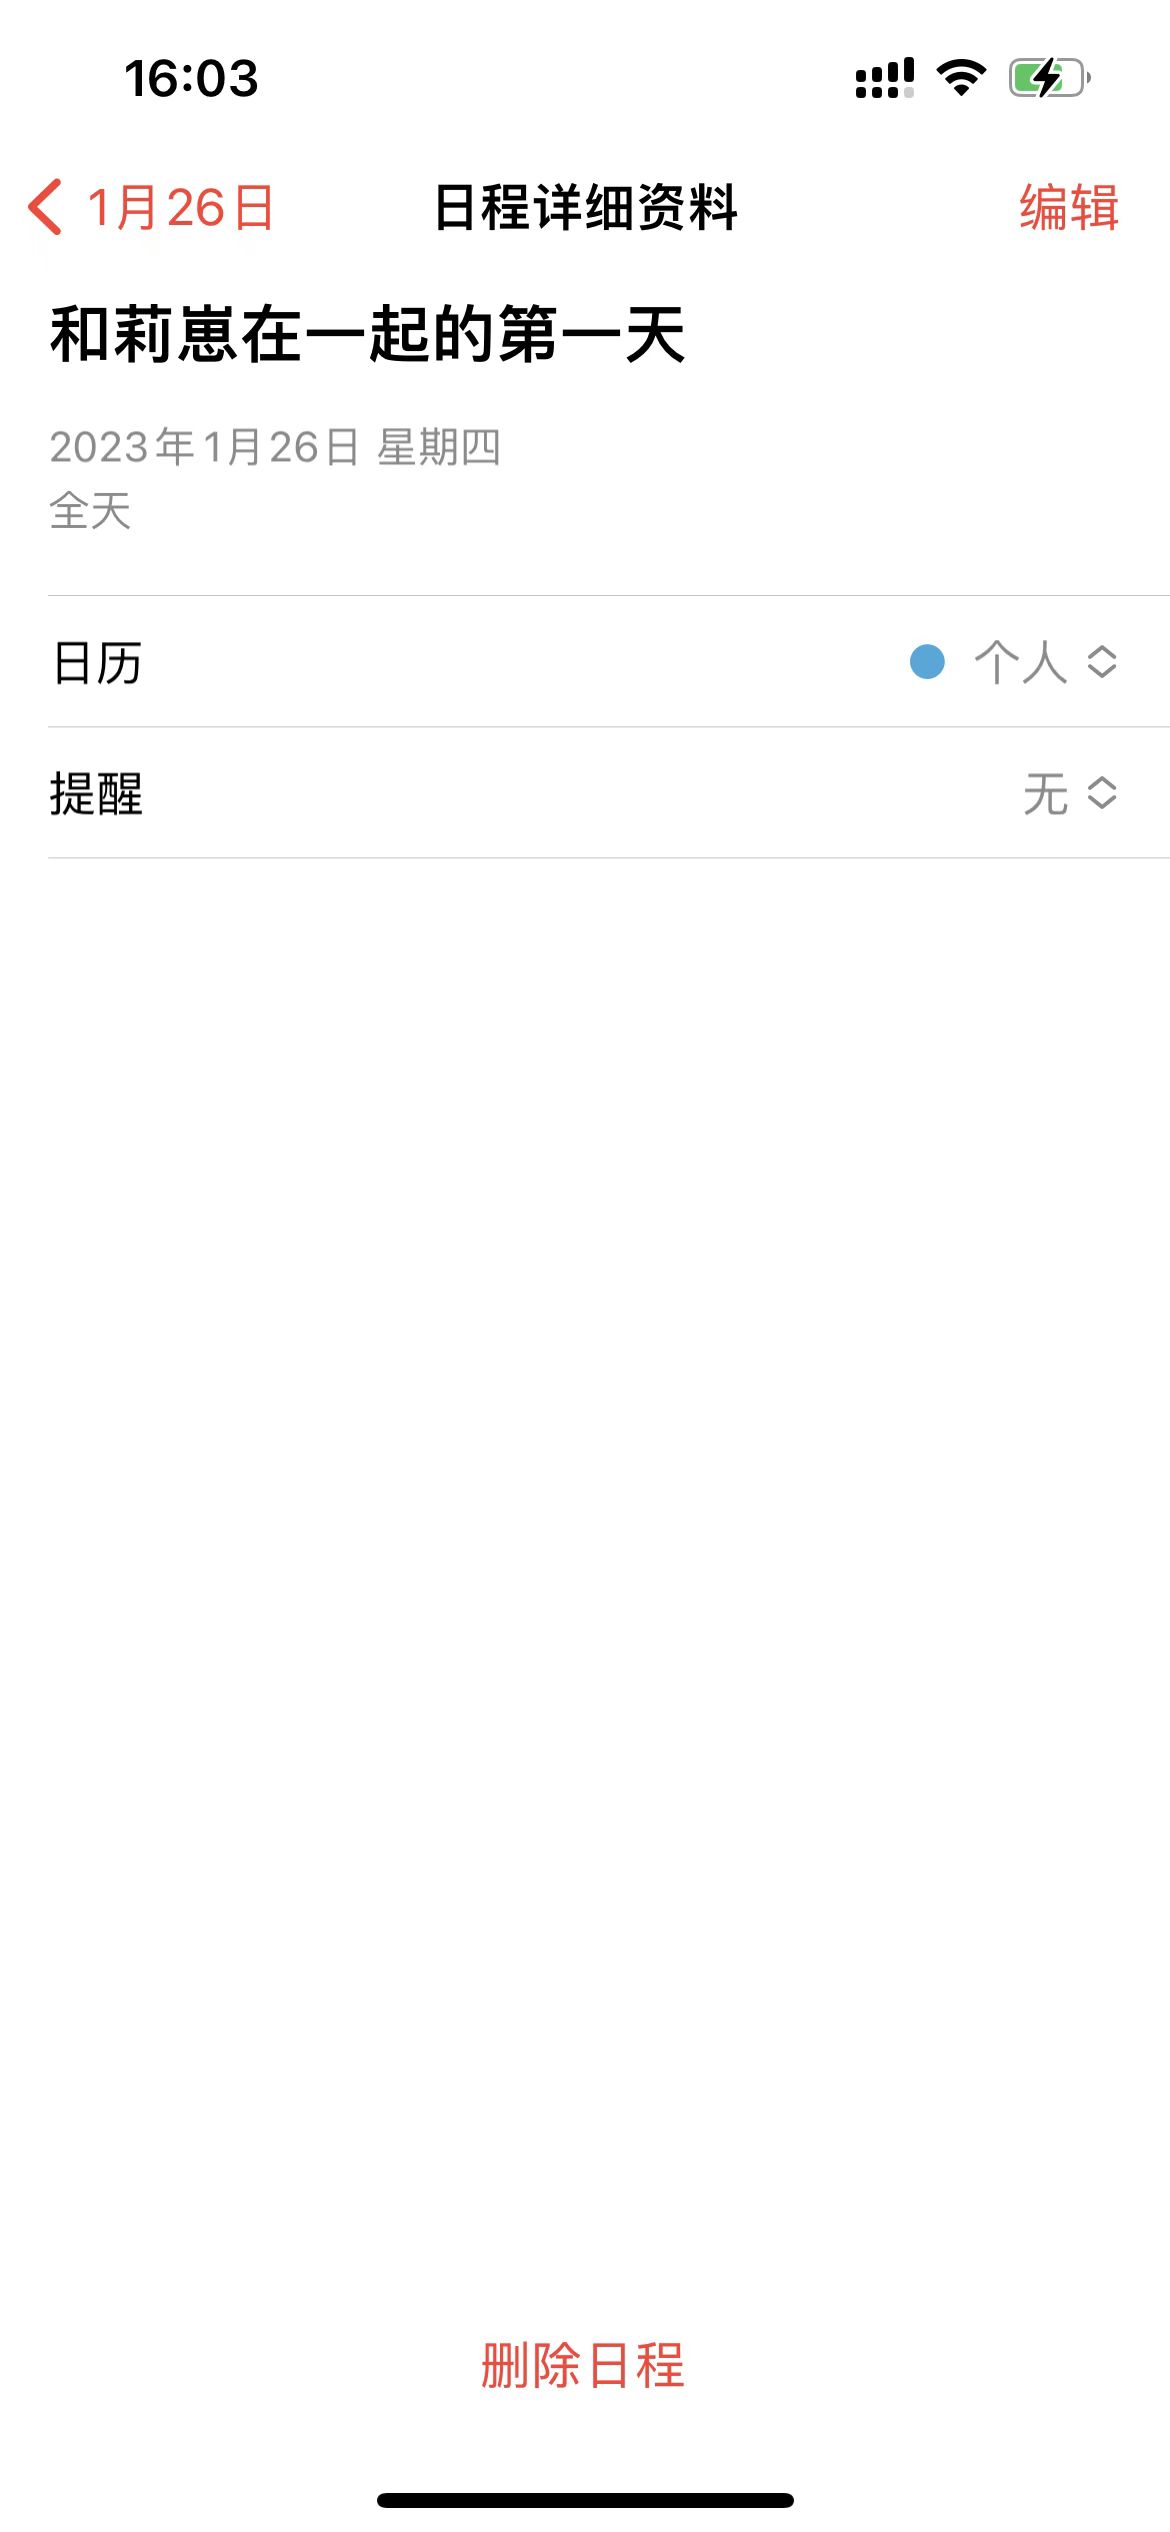 16:03
1月26日
日程详细资料
编辑
和莉崽在一起的第一天
2023年1月26日 星期四
全天
日历
个人
提醒
无
删除日程